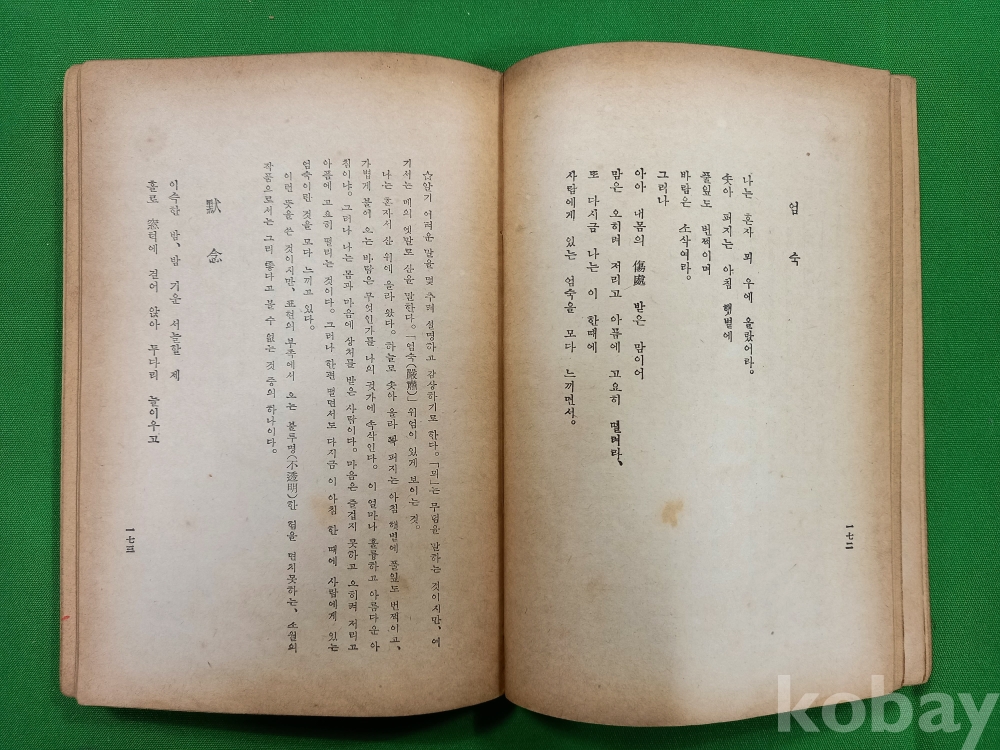 엄숙
나는 혼자 뫼 우에 올랐어라.
솟아 퍼지는 아침 햇볕에
풀잎도 번쩍이며
바람은 소삭여라.
그러나
아아 내몸의 傷處 받은 맘이어
맘은 오히려 저리고 아픔에 고요히 떨려라、
또 다시금 나는 이 한때에
사람에게 있는 엄숙을 모다 느끼면서。
一七二
☆알기 어려운 말을 몇 추려 설명하고 감상하기로 한다。「뫼」는 무덤을 말하는 것이지만、여
기서는 메의 옛말로 산을 말한다。「엄숙(嚴肅)」위엄이 있게 보이는 것。
나는 혼자서 산 위에 올라 왔다。하늘로 솟아 올라 쫙 퍼지는 아침 햇볕에 풀잎도 번쩍이고、
가볍게 불어 오는 바람은 무엇인가를 나의 귓가에 속삭인다。이 얼마나 훌륭하고 아름다운 아
침이냐。그러나 나는 몸과 마음에 상처를 받은 사람이다。마음은 즐겁지 못하고 오히려 저리고
아픔에 고요히 떨리는 것이다。그러나 한편 떨면서도 다시금 이 아침 한 때에 사람에게 있는
엄숙이란 것을 모다 느끼고 있다。
이런 뜻을 쓴 것이지만、표현의 부족에서 오는 불투명(不透明)한 점을 면치못하는、소월의
작품으로서는 그리 좋다고 볼 수 없는 것 중의 하나이다。
默念
이슥한 밤、밤 기운 서늘할 제
홀로 窓턱에 걸어 앉아 두다리 늘이우고
一七三
kobay